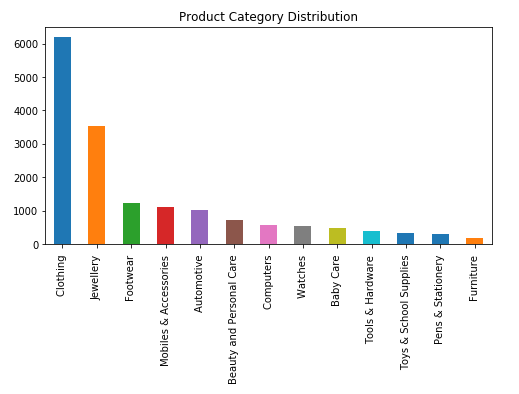 Product Category Distribution
6000
5000
4000
3000
2000
1000
0
Clothing
Jewellery
Footwear
Mobiles & Accessories
Automotive
Beauty and Personal Care
Computers
Watches
Baby Care
Tools & Hardware
Toys & School Supplies
Pens & Stationery
Furniture